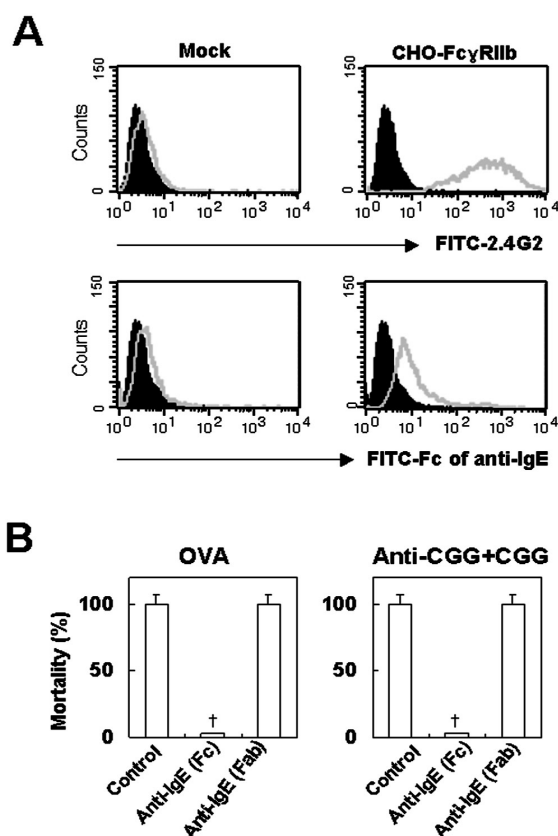 A
Mock
CHO-FcɣRIIb
150
Counts
0
10⁰ 10¹ 10² 10³ 10⁴
150
0
10⁰ 10¹ 10² 10³ 10⁴
FITC-2.4G2
150
Counts
0
10⁰ 10¹ 10² 10³ 10⁴
150
0
10⁰ 10¹ 10² 10³ 10⁴
FITC-Fc of anti-IgE
B
OVA
Anti-CGG+CGG
Mortality (%)
100
50
0
†
Control
Anti-IgE (Fc)
Anti-IgE (Fab)
100
50
0
†
Control
Anti-IgE (Fc)
Anti-IgE (Fab)